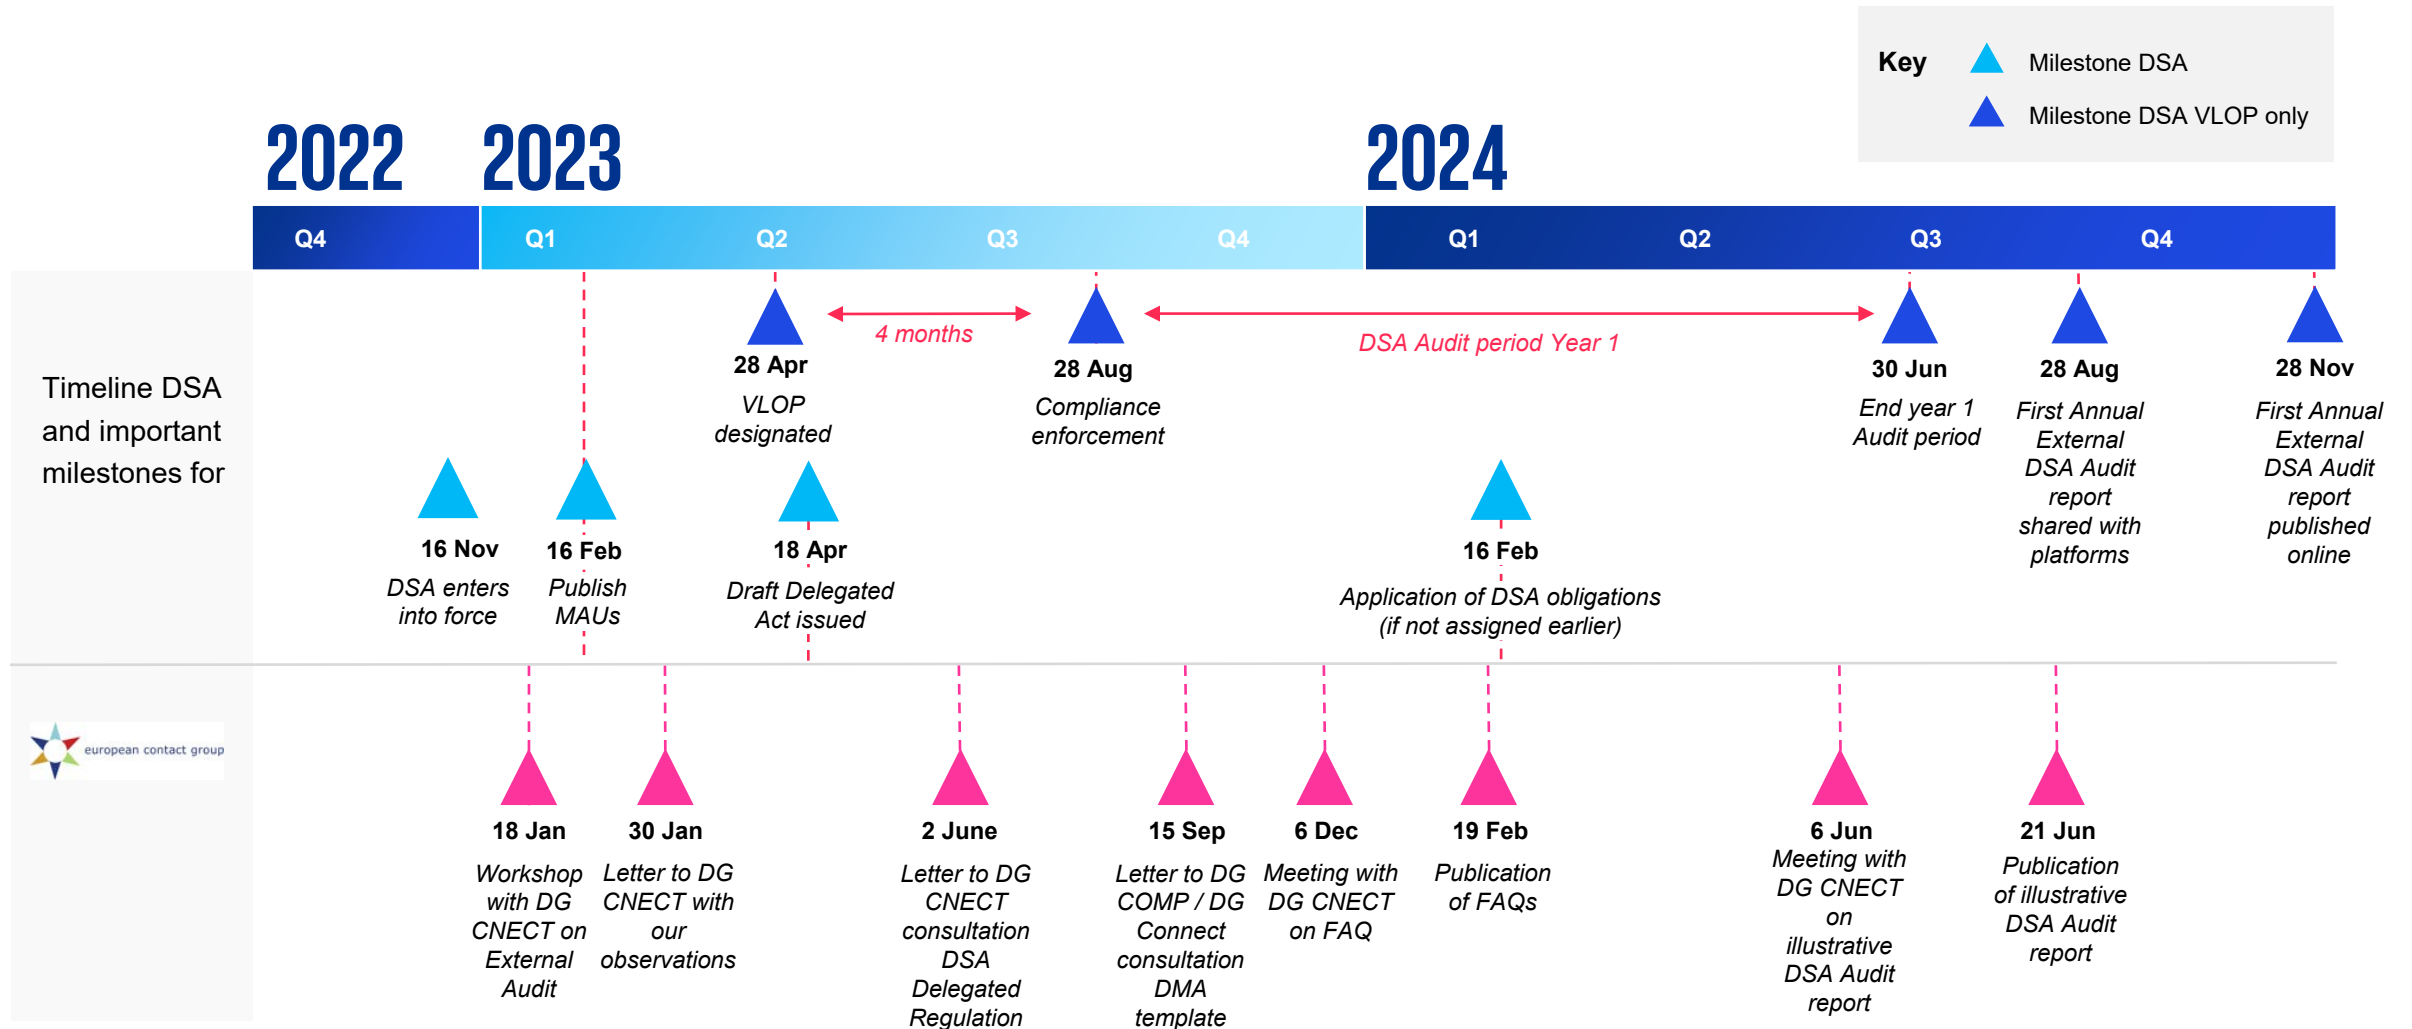 Key
Milestone DSA
Milestone DSA VLOP only
2022
2023
2024
Q4
Q1
Q2
Q3
Q4
Q1
Q2
Q3
Q4
Timeline DSA
and important
milestones for
4 months
DSA Audit period Year 1
28 Apr
VLOP
designated
28 Aug
Compliance
enforcement
30 Jun
End year 1
Audit period
28 Aug
First Annual
External
DSA Audit
report
shared with
platforms
28 Nov
First Annual
External
DSA Audit
report
published
online
16 Nov
DSA enters
into force
16 Feb
Publish
MAUs
18 Apr
Draft Delegated
Act issued
16 Feb
Application of DSA obligations
(if not assigned earlier)
european contact group
18 Jan
Workshop
with DG
CNECT on
External
Audit
30 Jan
Letter to DG
CNECT with
our
observations
2 June
Letter to DG
CNECT
consultation
DSA
Delegated
Regulation
15 Sep
Letter to DG
COMP / DG
Connect
consultation
DMA
template
6 Dec
Meeting with
DG CNECT
on FAQ
19 Feb
Publication
of FAQs
6 Jun
Meeting with
DG CNECT
on
illustrative
DSA Audit
report
21 Jun
Publication
of illustrative
DSA Audit
report